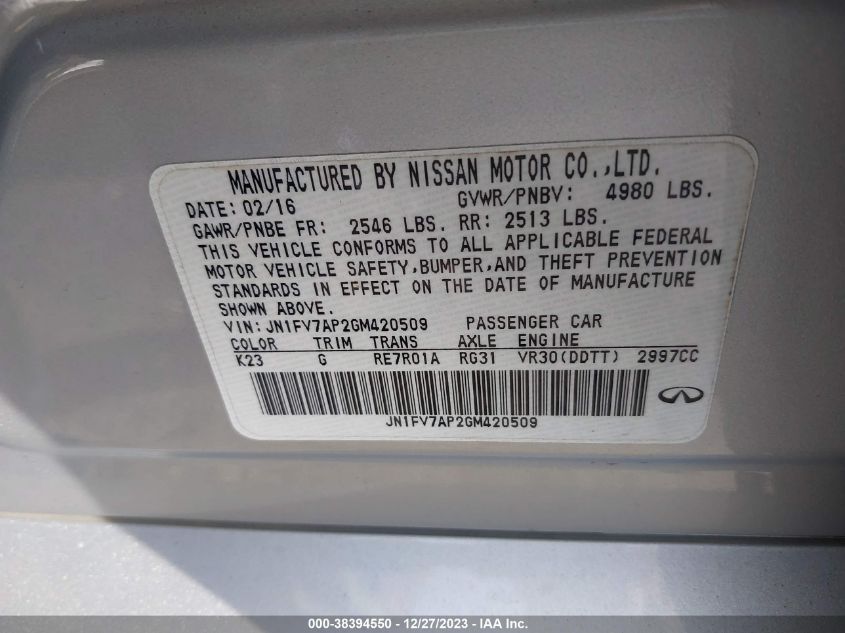 MANUFACTURED BY NISSAN MOTOR CO.,LTD.
DATE: 02/16 GVWR/PNBV: 4980 LBS.
GAWR/PNBE FR: 2546 LBS. RR: 2513 LBS.
THIS VEHICLE CONFORMS TO ALL APPLICABLE FEDERAL
MOTOR VEHICLE SAFETY,BUMPER,AND THEFT PREVENTION
STANDARDS IN EFFECT ON THE DATE OF MANUFACTURE
SHOWN ABOVE.
VIN: JN1FV7AP2GM420509 PASSENGER CAR
COLOR TRIM TRANS AXLE ENGINE
K23 G RE7R01A RG31 VR30(DDTT) 2997CC
JN1FV7AP2GM420509
000-38394550 - 12/27/2023 - IAA Inc.